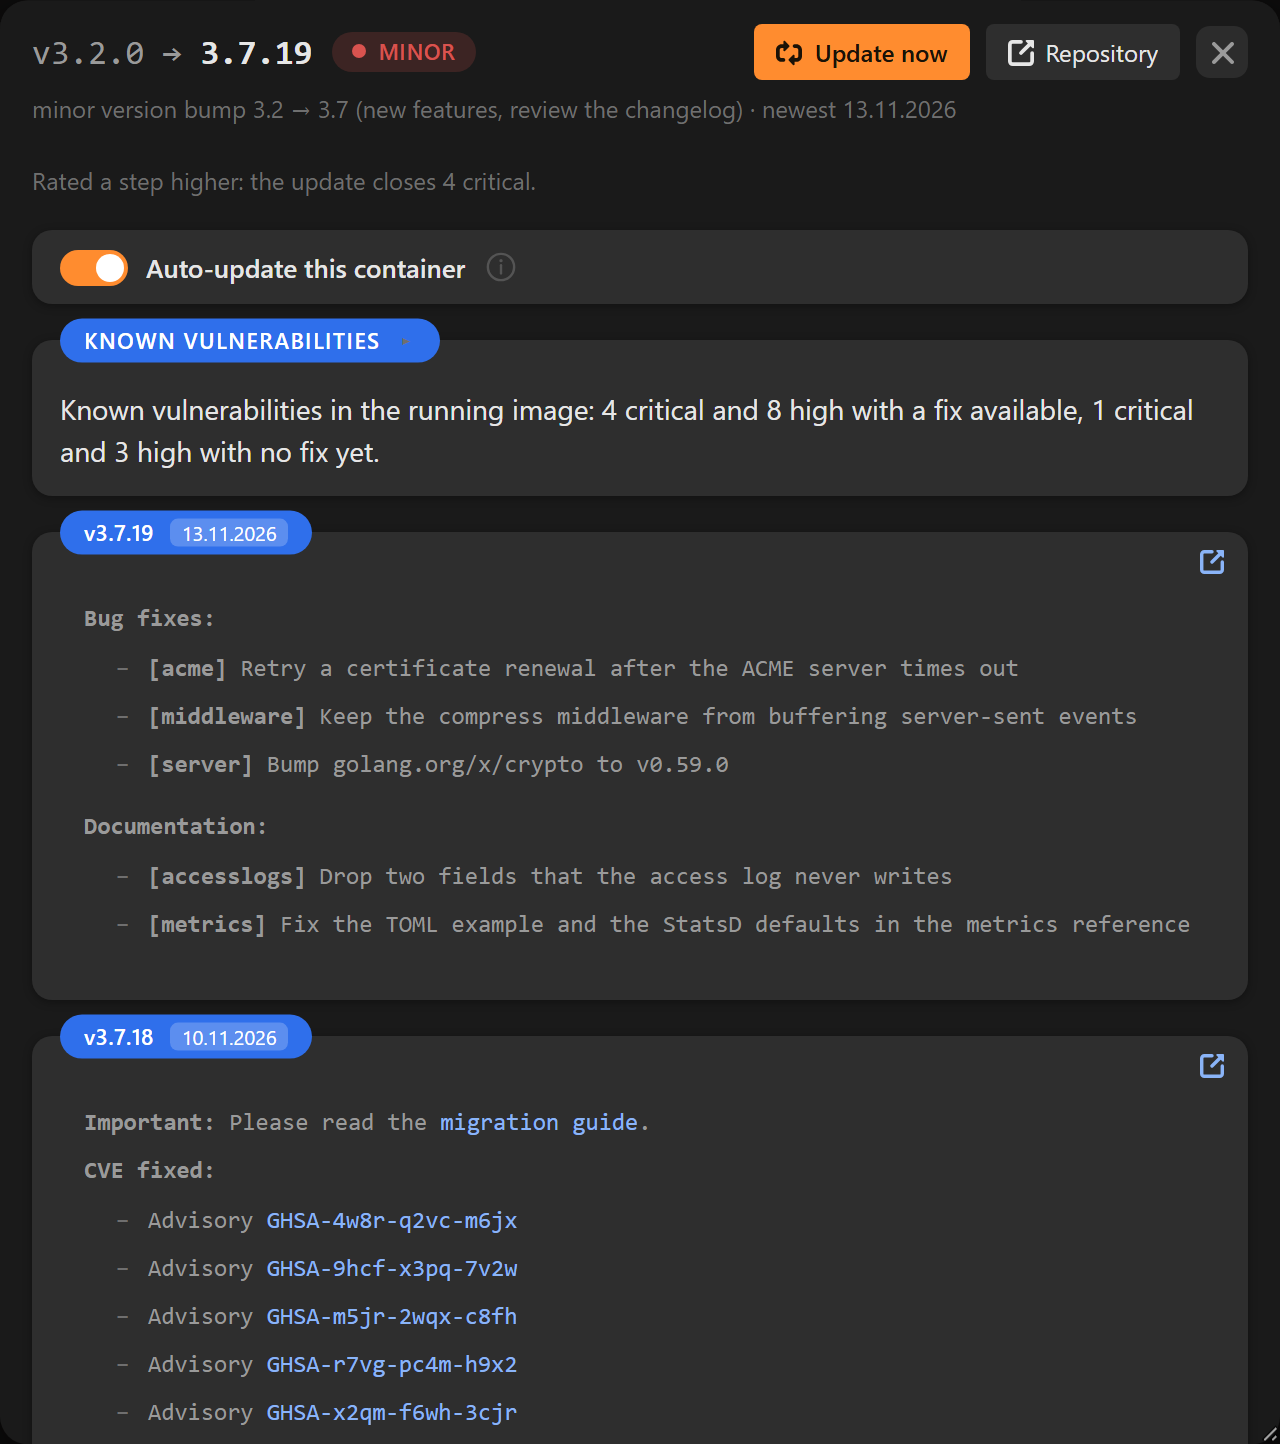 v3.2.0 → 3.7.19 MINOR Update now Repository
minor version bump 3.2 → 3.7 (new features, review the changelog) · newest 13.11.2026
Rated a step higher: the update closes 4 critical.
Auto-update this container
KNOWN VULNERABILITIES
Known vulnerabilities in the running image: 4 critical and 8 high with a fix available, 1 critical
and 3 high with no fix yet.
v3.7.19 13.11.2026
Bug fixes:
– [acme] Retry a certificate renewal after the ACME server times out
– [middleware] Keep the compress middleware from buffering server-sent events
– [server] Bump golang.org/x/crypto to v0.59.0
Documentation:
– [accesslogs] Drop two fields that the access log never writes
– [metrics] Fix the TOML example and the StatsD defaults in the metrics reference
v3.7.18 10.11.2026
Important: Please read the migration guide.
CVE fixed:
– Advisory GHSA-4w8r-q2vc-m6jx
– Advisory GHSA-9hcf-x3pq-7v2w
– Advisory GHSA-m5jr-2wqx-c8fh
– Advisory GHSA-r7vg-pc4m-h9x2
– Advisory GHSA-x2qm-f6wh-3cjr